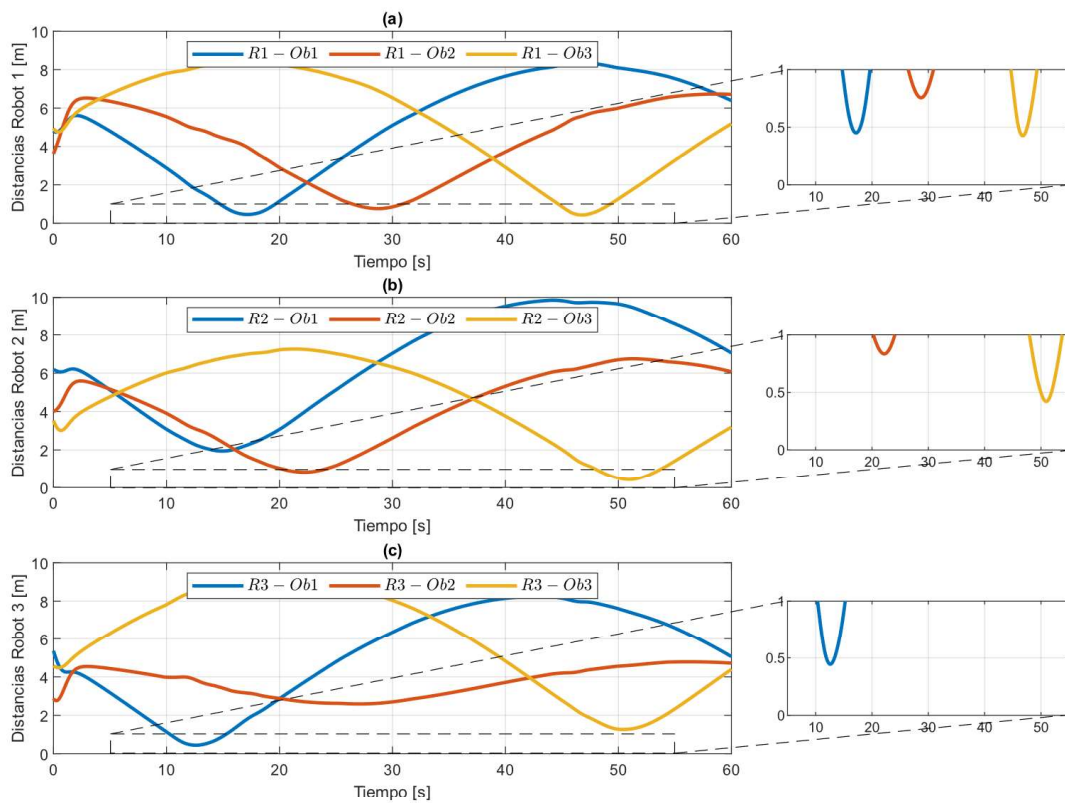 (a)
Distancias Robot 1 [m]
10
8
6
4
2
0
R1 − Ob1 R1 − Ob2 R1 − Ob3
0 10 20 30 40 50 60
Tiempo [s]
1
0.5
0
10 20 30 40 50
(b)
Distancias Robot 2 [m]
10
8
6
4
2
0
R2 − Ob1 R2 − Ob2 R2 − Ob3
0 10 20 30 40 50 60
Tiempo [s]
1
0.5
0
10 20 30 40 50
(c)
Distancias Robot 3 [m]
10
8
6
4
2
0
R3 − Ob1 R3 − Ob2 R3 − Ob3
0 10 20 30 40 50 60
Tiempo [s]
1
0.5
0
10 20 30 40 50